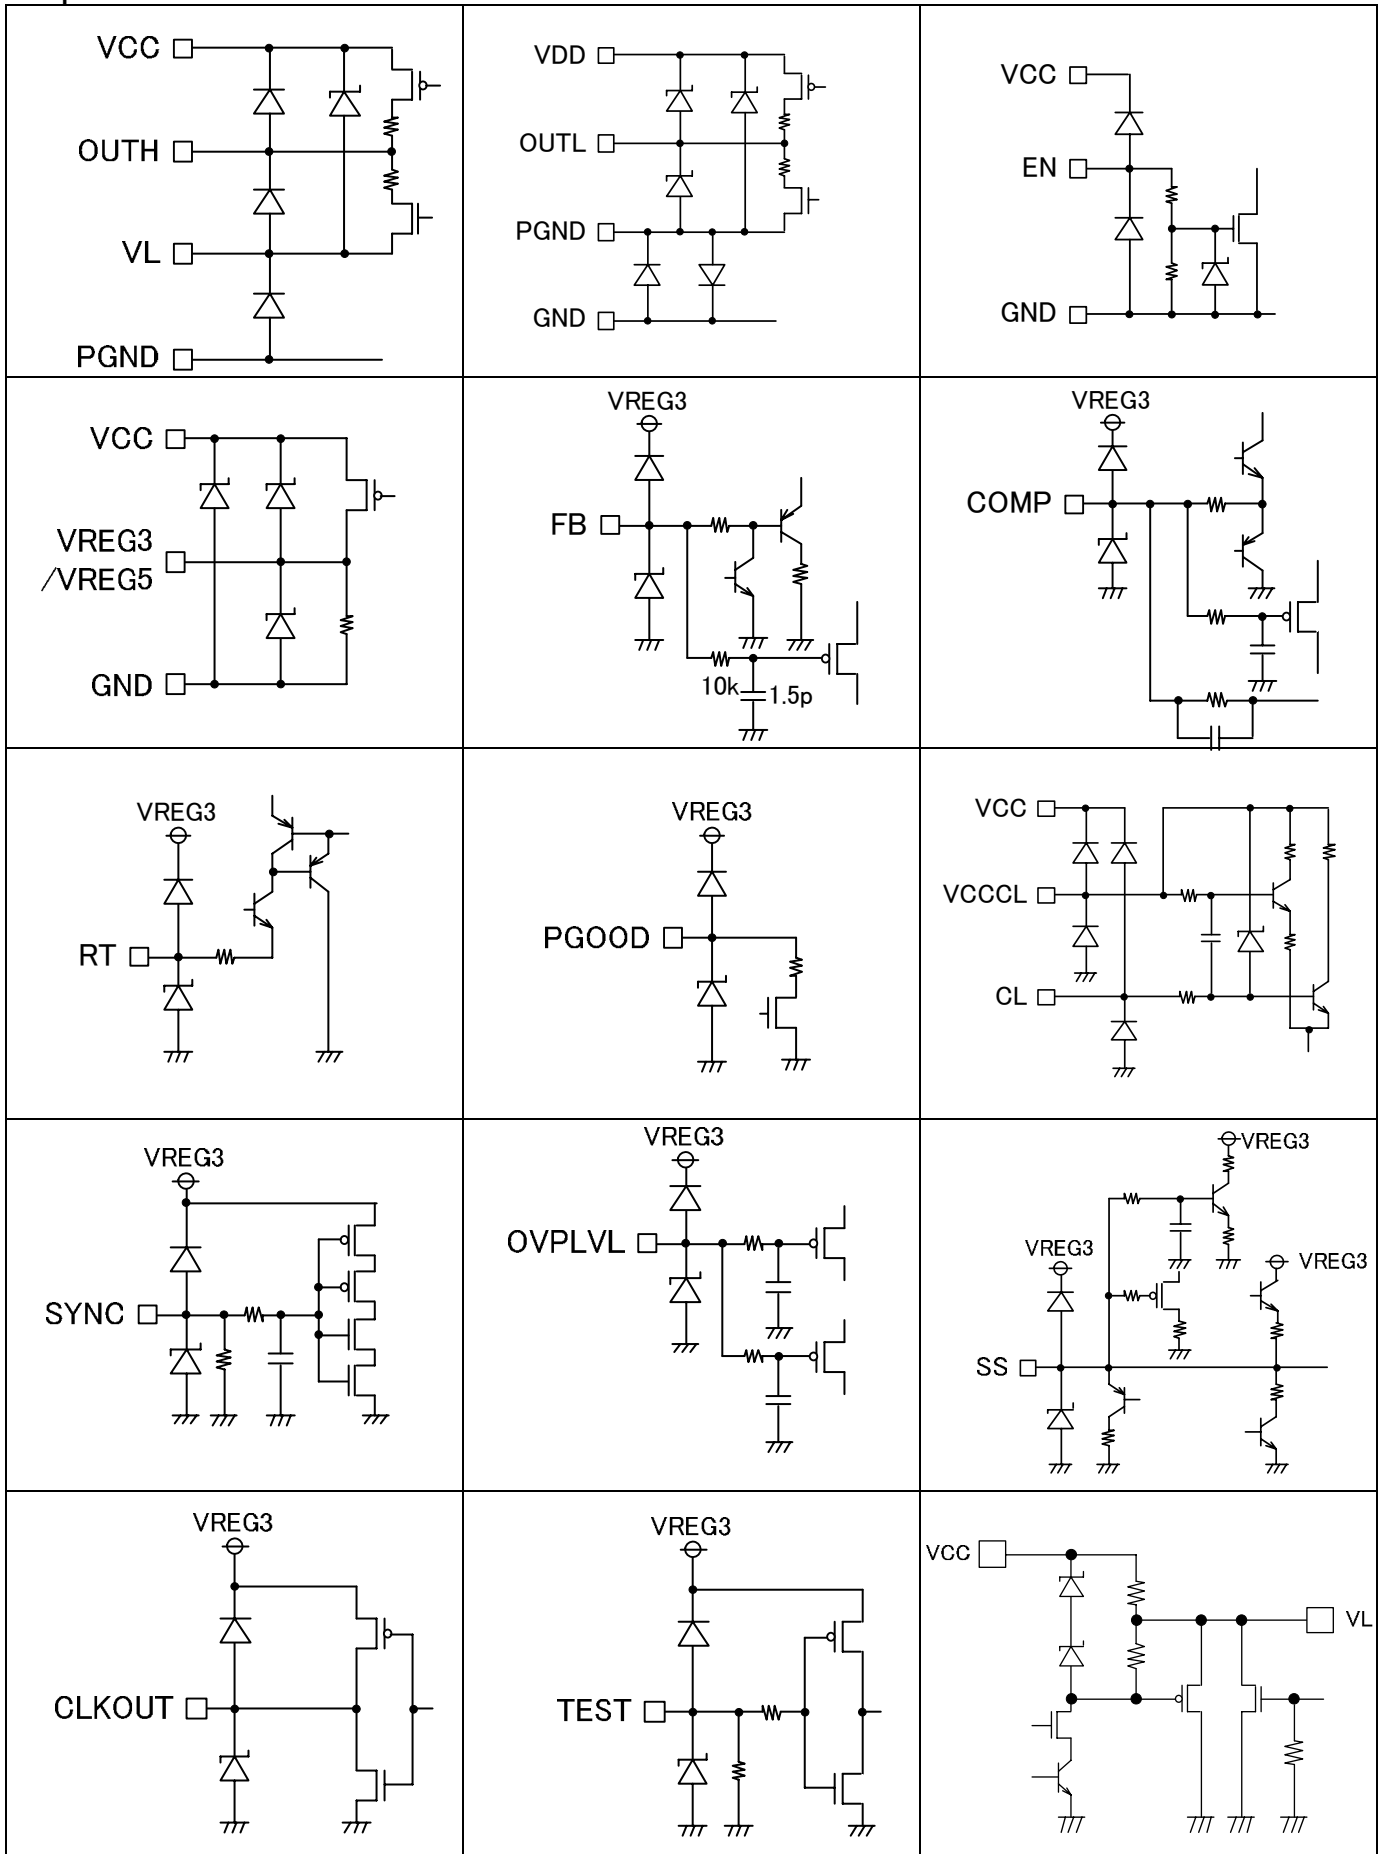 VCC
OUTH
VL
PGND
VDD
OUTL
PGND
GND
VCC
EN
GND
VCC
VREG3
/VREG5
GND
VREG3
FB
10k
1.5p
VREG3
COMP
VREG3
RT
VREG3
PGOOD
VCC
VCCCL
CL
VREG3
SYNC
VREG3
OVPLVL
VREG3
VREG3
VREG3
SS
VREG3
CLKOUT
VREG3
TEST
VCC
VL